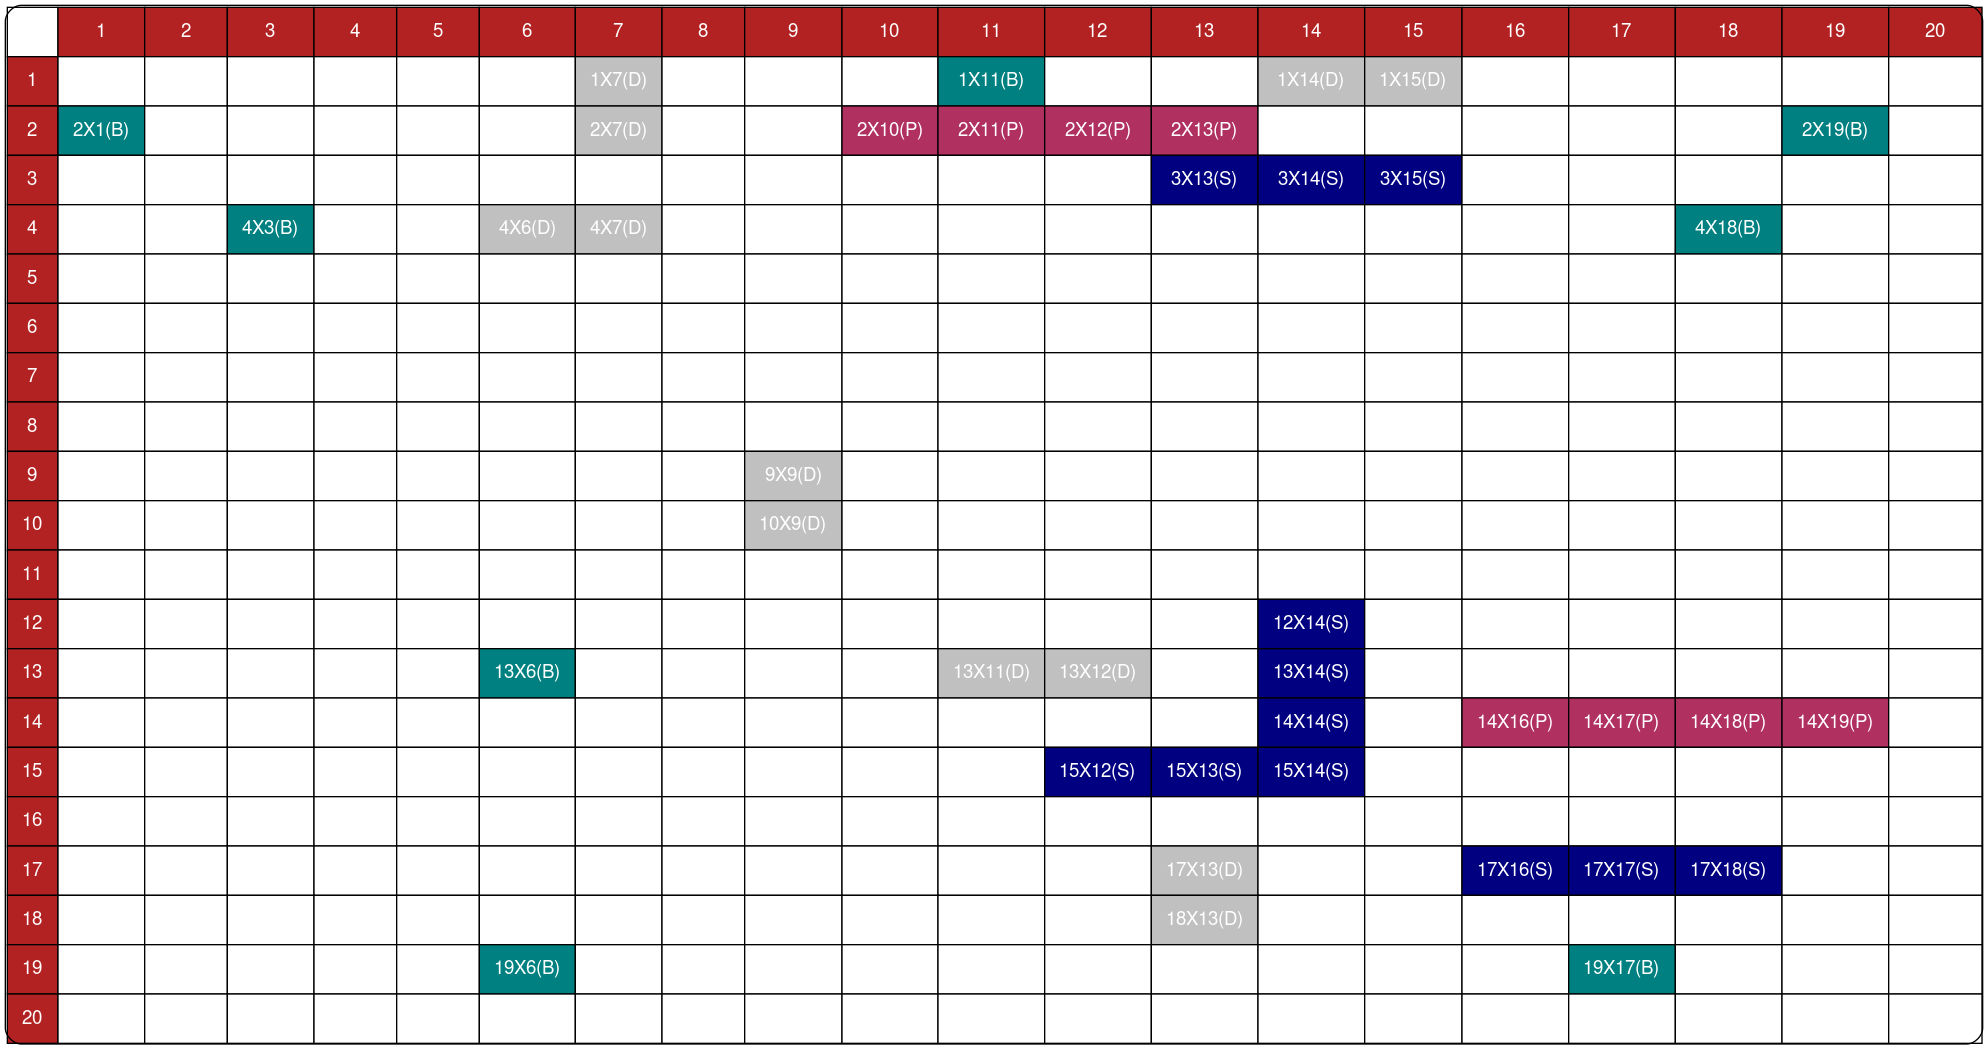 1 2 3 4 5 6 7 8 9 10 11 12 13 14 15 16 17 18 19 20
1 1X7(D) 1X11(B) 1X14(D) 1X15(D)
2 2X1(B) 2X7(D) 2X10(P) 2X11(P) 2X12(P) 2X13(P) 2X19(B)
3 3X13(S) 3X14(S) 3X15(S)
4 4X3(B) 4X6(D) 4X7(D) 4X18(B)
5
6
7
8
9 9X9(D)
10 10X9(D)
11
12 12X14(S)
13 13X6(B) 13X11(D) 13X12(D) 13X14(S)
14 14X14(S) 14X16(P) 14X17(P) 14X18(P) 14X19(P)
15 15X12(S) 15X13(S) 15X14(S)
16
17 17X13(D) 17X16(S) 17X17(S) 17X18(S)
18 18X13(D)
19 19X6(B) 19X17(B)
20